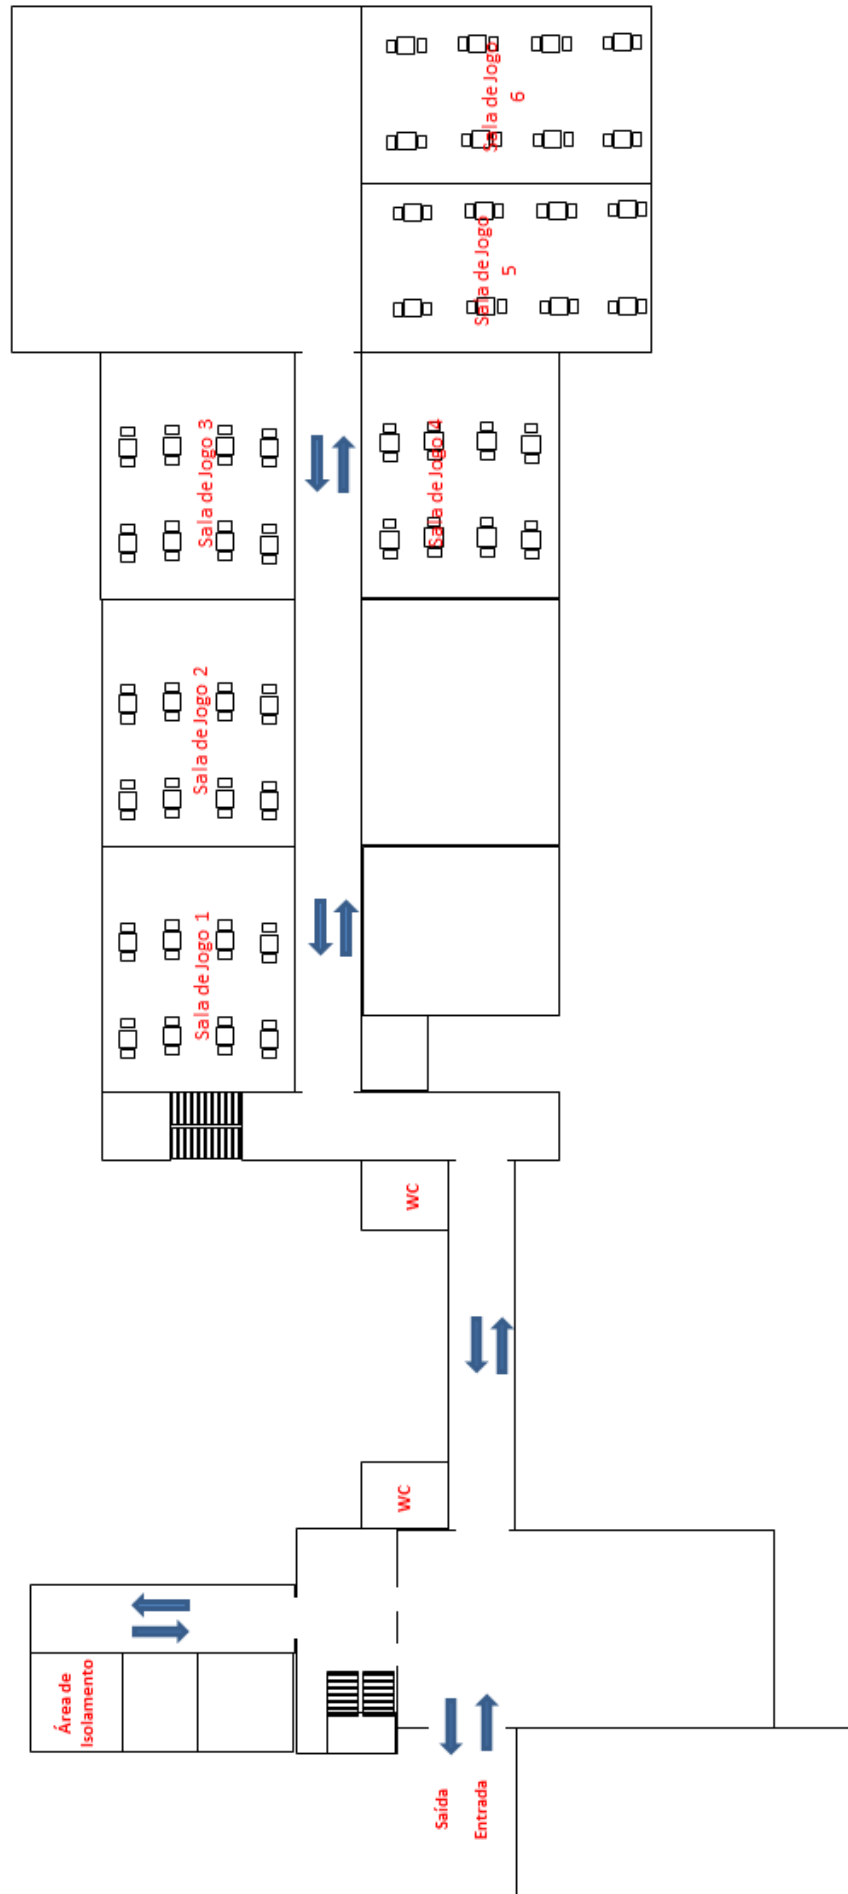 Sala de Jogo
6
Sala de Jogo
5
Sala de Jogo 3
Sala de Jogo 4
Sala de Jogo 2
Sala de Jogo 1
WC
WC
Área de
Isolamento
Saída
Entrada